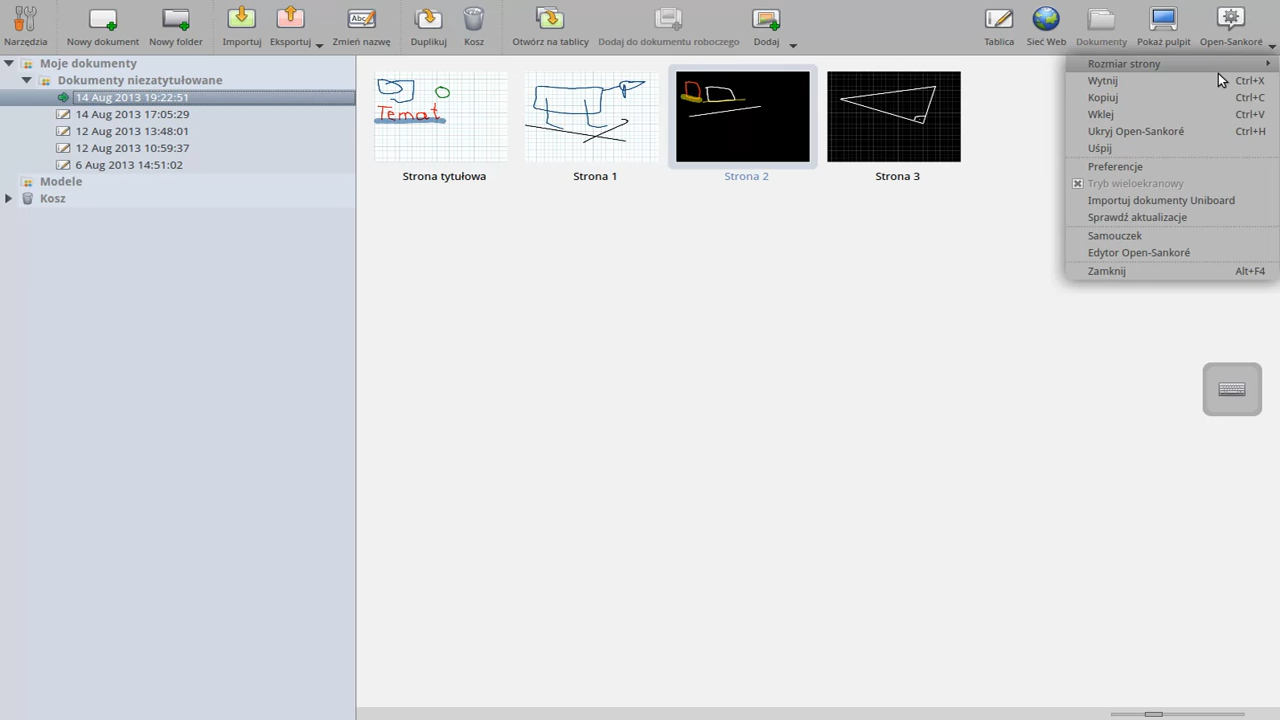 Narzędzia
Nowy dokument
Nowy folder
Importuj
Eksportuj
Abc
Zmień nazwę
Duplikuj
Kosz
Otwórz na tablicy
Dodaj do dokumentu roboczego
Dodaj
Tablica
Sieć Web
Dokumenty
Pokaż pulpit
Open-Sankoré
Moje dokumenty
Dokumenty niezatytułowane
14 Aug 2013 19:22:51
14 Aug 2013 17:05:29
12 Aug 2013 13:48:01
12 Aug 2013 10:59:37
6 Aug 2013 14:51:02
Modele
Kosz
Temat
Strona tytułowa
Strona 1
Strona 2
Strona 3
Rozmiar strony
Wytnij Ctrl+X
Kopiuj Ctrl+C
Wklej Ctrl+V
Ukryj Open-Sankoré Ctrl+H
Uśpij
Preferencje
Tryb wieloekranowy
Importuj dokumenty Uniboard
Sprawdź aktualizacje
Samouczek
Edytor Open-Sankoré
Zamknij Alt+F4